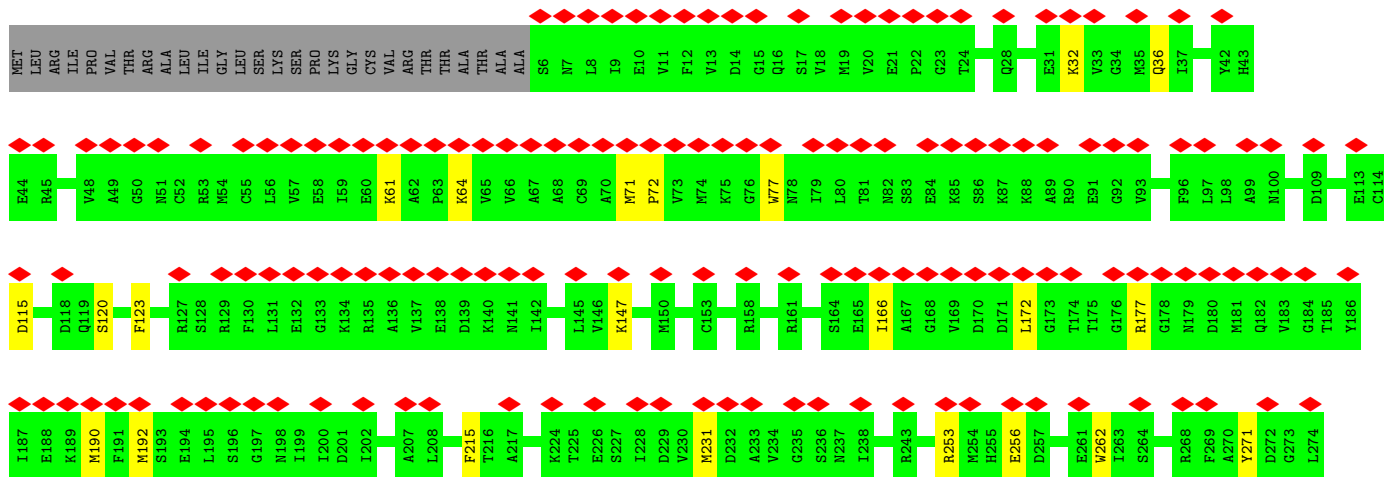 MET LEU ARG ILE PRO VAL THR ARG ALA LEU ILE GLY LEU SER LYS SER PRO LYS GLY CYS VAL ARG THR THR ALA THR ALA ALA S6 N7 L8 I9 E10 V11 F12 V13 D14 G15 Q16 S17 V18 M19 V20 E21 P22 G23 T24 Q28 E31 K32 V33 G34 M35 Q36 I37 Y42 H43
E44 R45 V48 A49 G50 N51 C52 R53 M54 C55 L56 V57 E58 I59 E60 K61 A62 P63 K64 V65 V66 A67 A68 C69 A70 M71 P72 V73 M74 K75 G76 W77 N78 I79 L80 T81 N82 S83 E84 K85 S86 K87 K88 A89 R90 E91 G92 V93 F96 L97 L98 A99 N100 D109 E113 C114
D115 D118 Q119 S120 F123 R127 S128 R129 F130 L131 E132 G133 K134 R135 A136 V137 E138 D139 K140 N141 I142 L145 V146 K147 M150 C153 R158 R161 S164 E165 I166 A167 G168 V169 D170 D171 L172 G173 T174 T175 G176 R177 G178 N179 D180 M181 Q182 V183 G184 T185 Y186
I187 E188 K189 M190 F191 M192 S193 E194 L195 S196 G197 N198 I199 I200 D201 I202 A207 L208 F215 T216 A217 K224 T225 E226 S227 I228 D229 V230 M231 D232 A233 V234 G235 S236 N237 I238 R243 R253 M254 H255 E256 D257 E261 W262 I263 S264 R268 F269 A270 Y271 D272 G273 L274